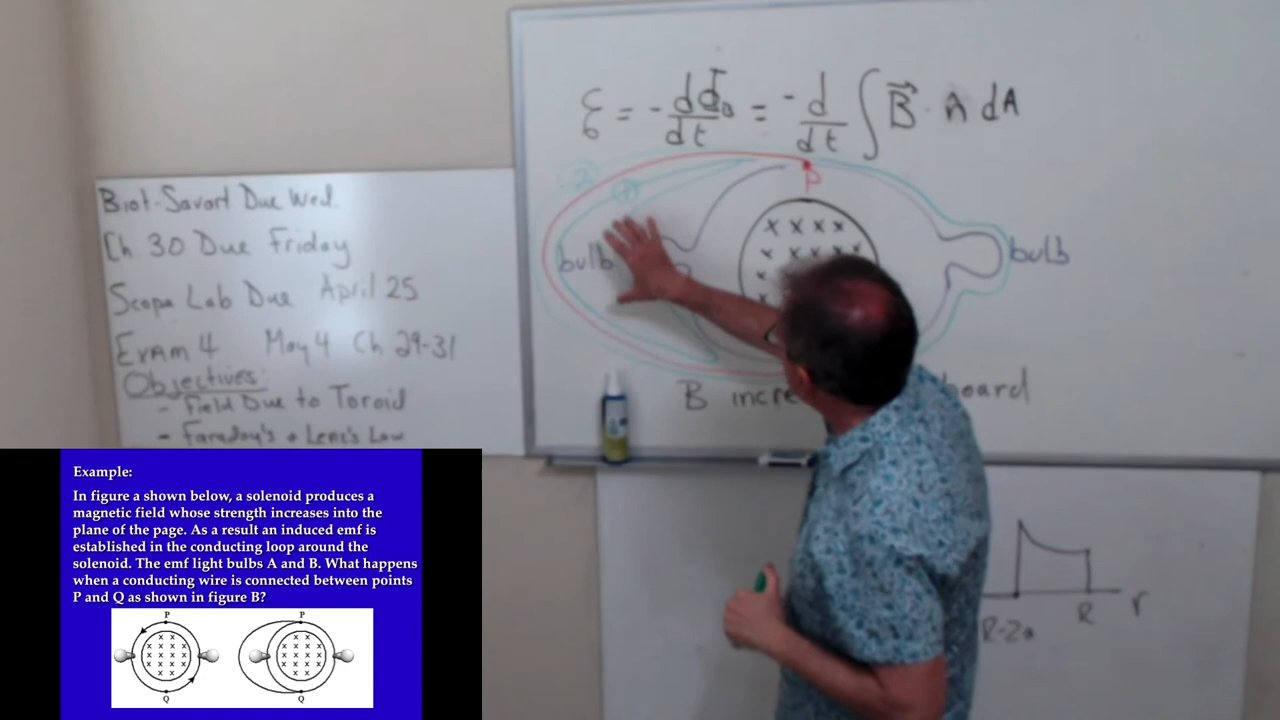 ℰ = - dΦB/dt = - d/dt ∫ B⃗ · n̂ dA
P
x x x x
x x x x x
x
x
bulb
bulb
B incre
board
Biot-Savart Due Wed.
Ch 30 Due Friday
Scope Lab Due April 25
Exam 4 May 4 Ch 29-31
Objectives:
- Field Due to Toroid
- Faraday's + Lenz's Law
R-2a
R
r
Example:
In figure a shown below, a solenoid produces a
magnetic field whose strength increases into the
plane of the page. As a result an induced emf is
established in the conducting loop around the
solenoid. The emf light bulbs A and B. What happens
when a conducting wire is connected between points
P and Q as shown in figure B?
P P
x x x x x x x x
x x x x x x x x
x x x x x x x x
x x x x x x x x
Q Q